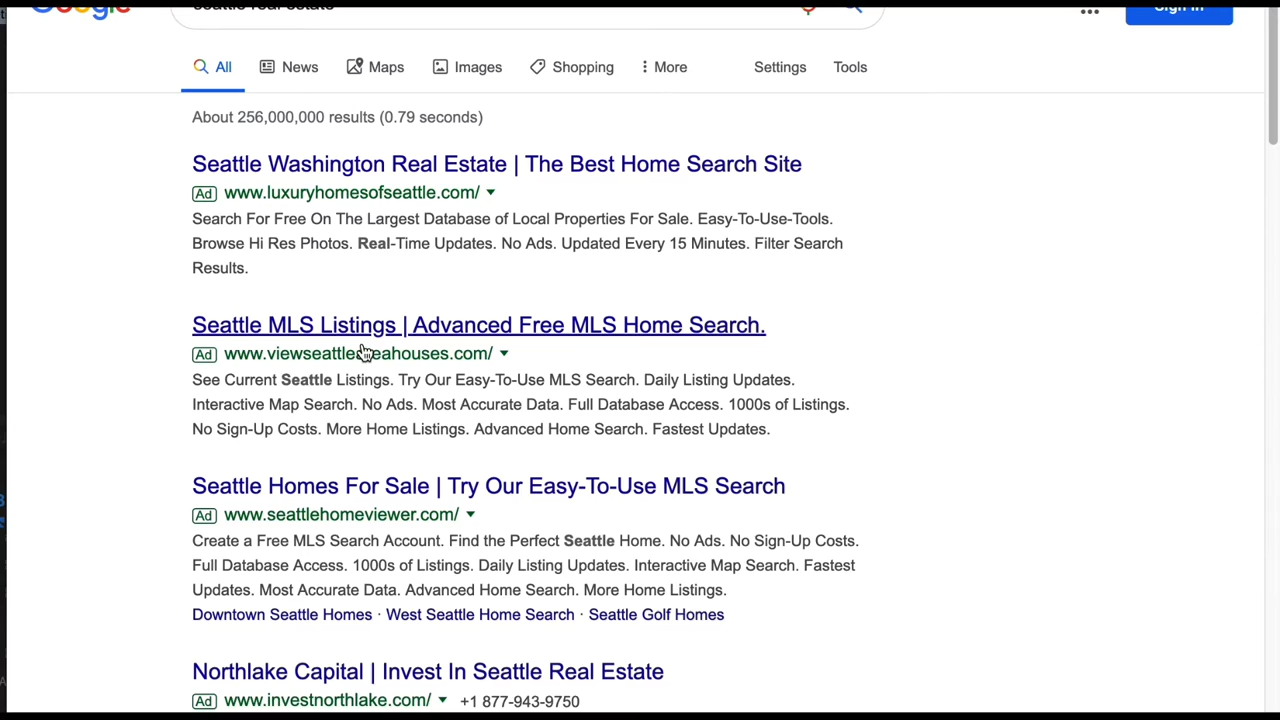 Google
seattle real estate
Sign in
All News Maps Images Shopping More Settings Tools
About 256,000,000 results (0.79 seconds)
Seattle Washington Real Estate | The Best Home Search Site
Ad www.luxuryhomesofseattle.com/
Search For Free On The Largest Database of Local Properties For Sale. Easy-To-Use-Tools.
Browse Hi Res Photos. Real-Time Updates. No Ads. Updated Every 15 Minutes. Filter Search
Results.
Seattle MLS Listings | Advanced Free MLS Home Search.
Ad www.viewseattleareahouses.com/
See Current Seattle Listings. Try Our Easy-To-Use MLS Search. Daily Listing Updates.
Interactive Map Search. No Ads. Most Accurate Data. Full Database Access. 1000s of Listings.
No Sign-Up Costs. More Home Listings. Advanced Home Search. Fastest Updates.
Seattle Homes For Sale | Try Our Easy-To-Use MLS Search
Ad www.seattlehomeviewer.com/
Create a Free MLS Search Account. Find the Perfect Seattle Home. No Ads. No Sign-Up Costs.
Full Database Access. 1000s of Listings. Daily Listing Updates. Interactive Map Search. Fastest
Updates. Most Accurate Data. Advanced Home Search. More Home Listings.
Downtown Seattle Homes · West Seattle Home Search · Seattle Golf Homes
Northlake Capital | Invest In Seattle Real Estate
Ad www.investnorthlake.com/ +1 877-943-9750